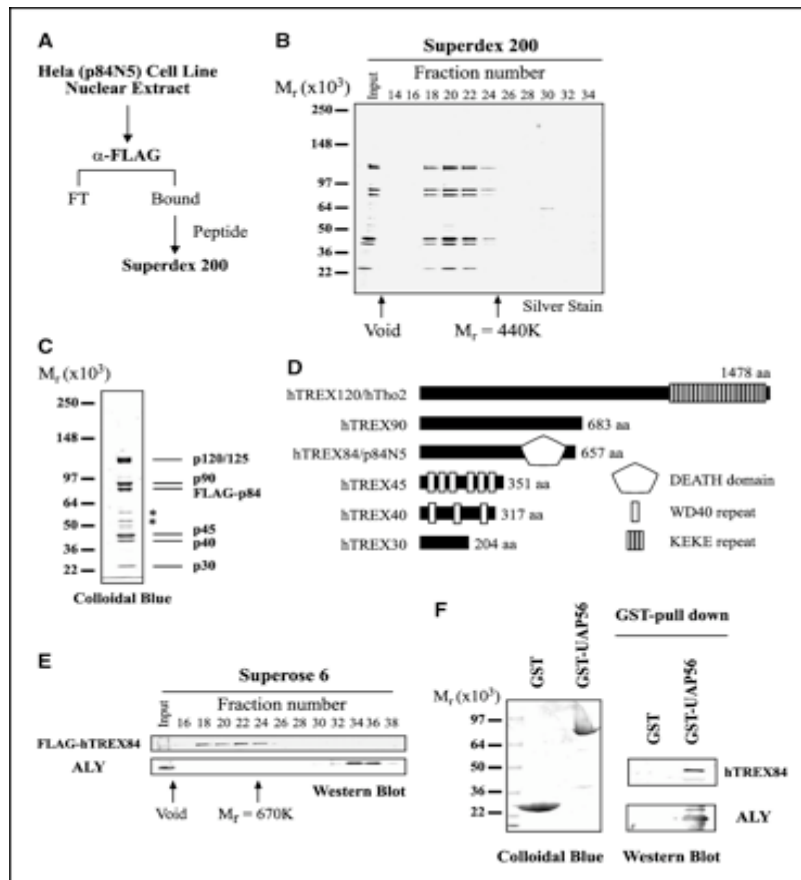 A
Hela (p84N5) Cell Line
Nuclear Extract
α-FLAG
FT Bound
Peptide
Superdex 200
B
Superdex 200
Fraction number
Mr (x10³)
Input 14 16 18 20 22 24 26 28 30 32 34
250
148
97
64
50
36
22
Silver Stain
Void Mr = 440K
C
Mr (x10³)
250
148
97
64
50
36
22
p120/125
p90
FLAG-p84
*
*
p45
p40
p30
Colloidal Blue
D
1478 aa
hTREX120/hTho2
hTREX90 683 aa
hTREX84/p84N5 657 aa
hTREX45 351 aa
hTREX40 317 aa
hTREX30 204 aa
DEATH domain
WD40 repeat
KEKE repeat
E
Superose 6
Fraction number
Input 16 18 20 22 24 26 28 30 32 34 36 38
FLAG-hTREX84
ALY
Western Blot
Void Mr = 670K
F
GST-pull down
GST GST-UAP56
Mr (x10³)
97
64
50
36
22
GST GST-UAP56
hTREX84
ALY
Colloidal Blue Western Blot